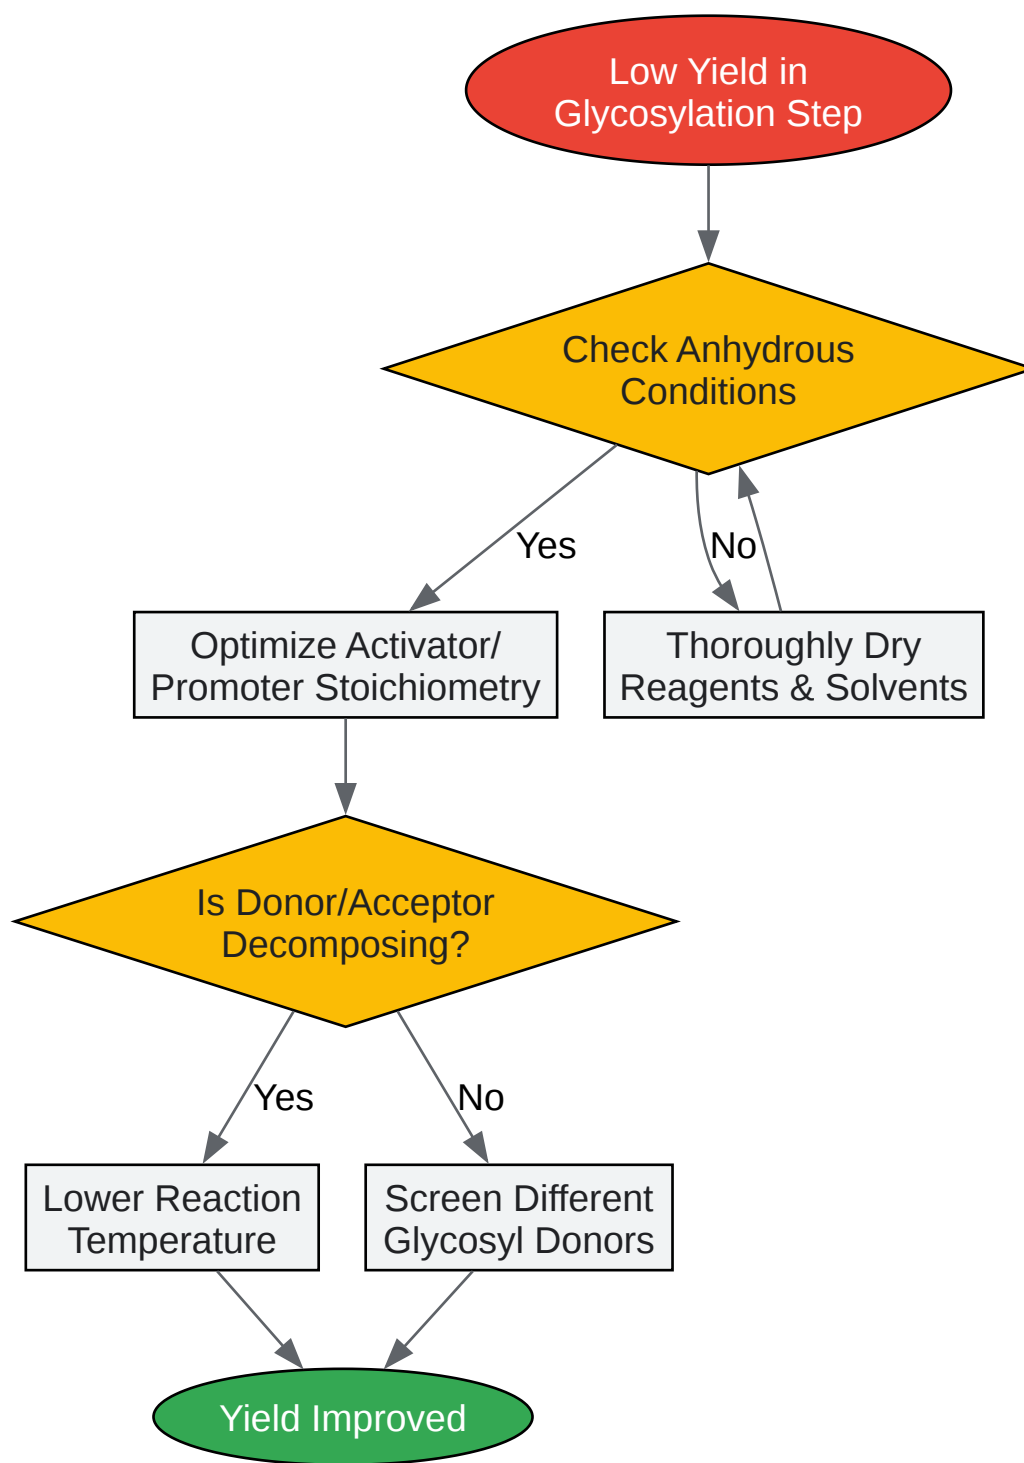 Low Yield in
Glycosylation Step
Check Anhydrous
Conditions
Yes
No
Optimize Activator/
Promoter Stoichiometry
Thoroughly Dry
Reagents & Solvents
Is Donor/Acceptor
Decomposing?
Yes
No
Lower Reaction
Temperature
Screen Different
Glycosyl Donors
Yield Improved